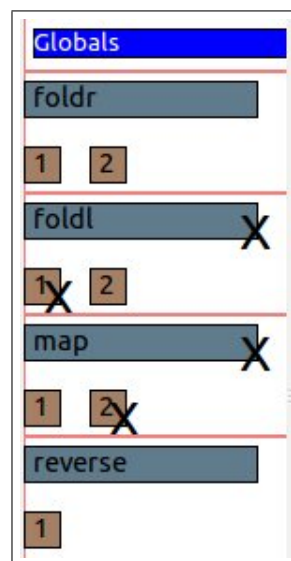 Globals
foldr
1 2
foldl X
1 X 2
map X
1 2 X
reverse
1